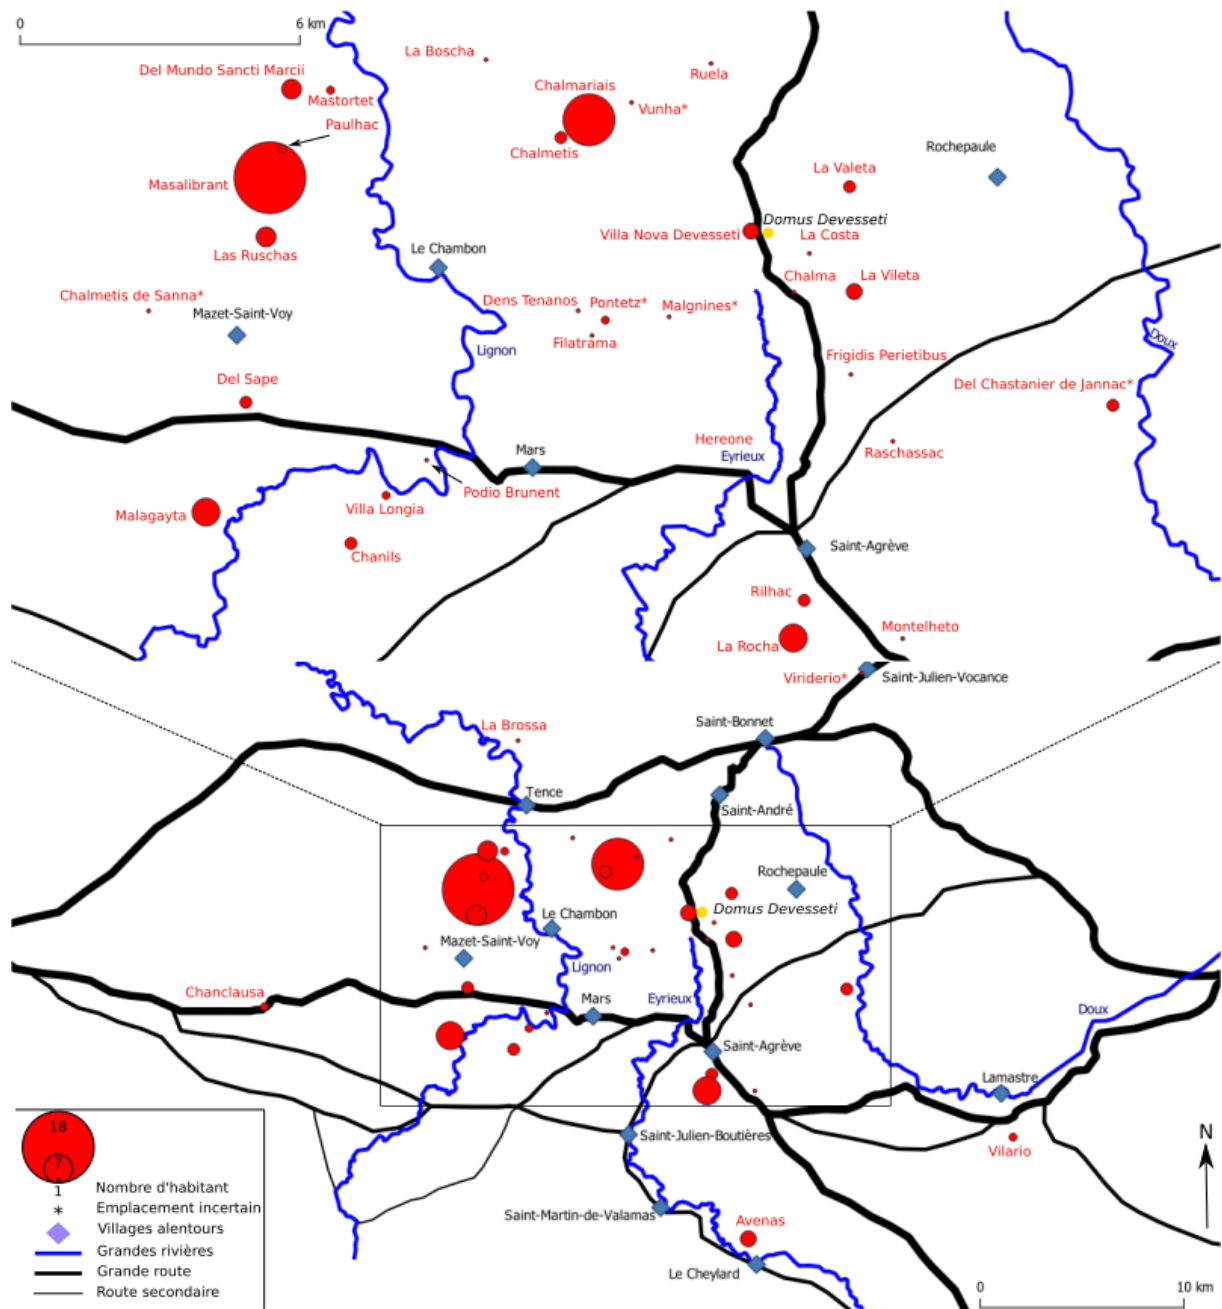 0
6 km
La Boscha
Ruela
Del Mundo Sancti Marcii
Mastortet
Chalmariais
Vunha*
Paulhac
Chalmetis
Rochepaule
La Valeta
Masalibrant
Domus Devesseti
Villa Nova Devesseti
La Costa
Las Ruschas
Le Chambon
Chalma
La Vileta
Chalmetis de Sanna*
Dens Tenanos
Pontetz*
Malgnines*
Mazet-Saint-Voy
Filatrama
Lignon
Doux
Frigidis Perietibus
Del Sape
Del Chastanier de Jannac*
Hereone
Mars
Eyrieux
Raschassac
Podio Brunent
Villa Longia
Malagayta
Chanils
Saint-Agrève
Rilhac
La Rocha
Montelheto
Viriderio*
Saint-Julien-Vocance
La Brossa
Saint-Bonnet
Tence
Saint-André
Rochepaule
Le Chambon
Domus Devesseti
Mazet-Saint-Voy
Lignon
Chanclausa
Mars
Eyrieux
Doux
Saint-Agrève
Lamastre
18
7
1
Nombre d'habitant
*
Emplacement incertain
Villages alentours
Grandes rivières
Grande route
Route secondaire
Saint-Julien-Boutières
Vilario
N
Saint-Martin-de-Valamas
Avenas
Le Cheylard
0
10 km